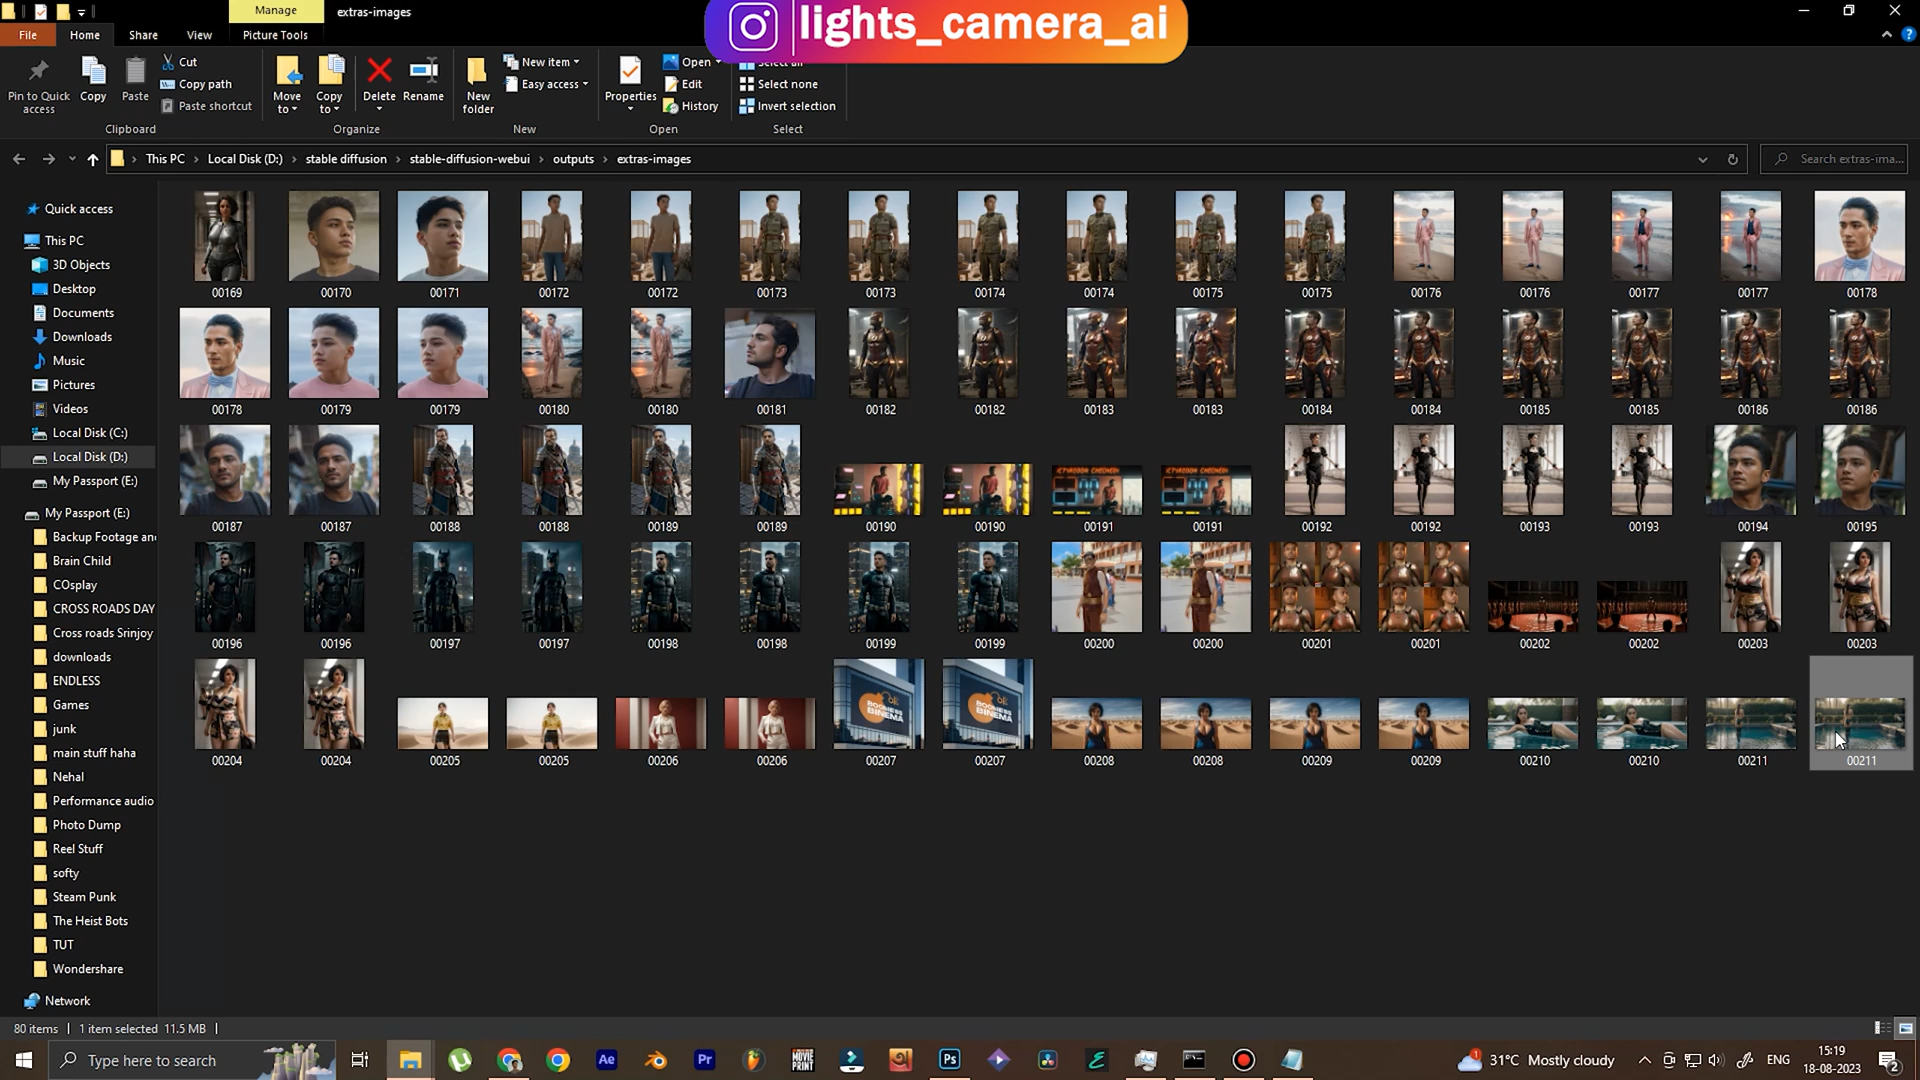 Manage
extras-images
lights_camera_ai
File
Home
Share
View
Picture Tools
Pin to Quick access
Copy
Paste
Cut
Copy path
Paste shortcut
Clipboard
Move to
Copy to
Delete
Rename
Organize
New folder
New item
Easy access
New
Properties
Open
Edit
History
Open
Select all
Select none
Invert selection
Select
This PC
Local Disk (D:)
stable diffusion
stable-diffusion-webui
outputs
extras-images
Search extras-ima...
Quick access
This PC
3D Objects
Desktop
Documents
Downloads
Music
Pictures
Videos
Local Disk (C:)
Local Disk (D:)
My Passport (E:)
My Passport (E:)
Backup Footage an
Brain Child
COsplay
CROSS ROADS DAY
Cross roads Srinjoy
downloads
ENDLESS
Games
junk
main stuff haha
Nehal
Performance audio
Photo Dump
Reel Stuff
softy
Steam Punk
The Heist Bots
TUT
Wondershare
Network
00169 00170 00171 00172 00172 00173 00173 00174 00174 00175 00175 00176 00176 00177 00177 00178
00178 00179 00179 00180 00180 00181 00182 00182 00183 00183 00184 00184 00185 00185 00186 00186
00187 00187 00188 00188 00189 00189 00190 00190 00191 00191 00192 00192 00193 00193 00194 00195
00196 00196 00197 00197 00198 00198 00199 00199 00200 00200 00201 00201 00202 00202 00203 00203
00204 00204 00205 00205 00206 00206 00207 00207 00208 00208 00209 00209 00210 00210 00211 00211
80 items
1 item selected 11.5 MB
Type here to search
Ae
Pr
MOVIE PRINT
Ps
31°C Mostly cloudy
ENG
15:19
18-08-2023
2